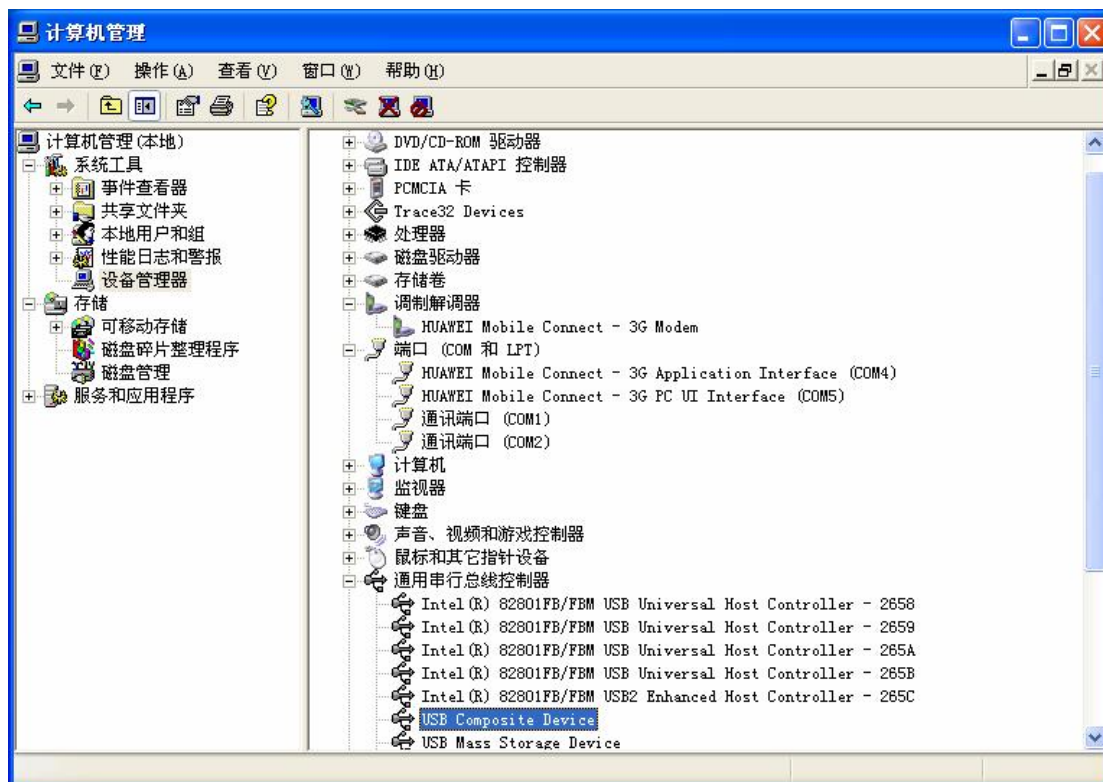 计算机管理
文件(F) 操作(A) 查看(V) 窗口(W) 帮助(H)
计算机管理(本地)
系统工具
事件查看器
共享文件夹
本地用户和组
性能日志和警报
设备管理器
存储
可移动存储
磁盘碎片整理程序
磁盘管理
服务和应用程序
DVD/CD-ROM 驱动器
IDE ATA/ATAPI 控制器
PCMCIA 卡
Trace32 Devices
处理器
磁盘驱动器
存储卷
调制解调器
HUAWEI Mobile Connect - 3G Modem
端口 (COM 和 LPT)
HUAWEI Mobile Connect - 3G Application Interface (COM4)
HUAWEI Mobile Connect - 3G PC UI Interface (COM5)
通讯端口 (COM1)
通讯端口 (COM2)
计算机
监视器
键盘
声音、视频和游戏控制器
鼠标和其它指针设备
通用串行总线控制器
Intel(R) 82801FB/FBM USB Universal Host Controller - 2658
Intel(R) 82801FB/FBM USB Universal Host Controller - 2659
Intel(R) 82801FB/FBM USB Universal Host Controller - 265A
Intel(R) 82801FB/FBM USB Universal Host Controller - 265B
Intel(R) 82801FB/FBM USB2 Enhanced Host Controller - 265C
USB Composite Device
USB Mass Storage Device